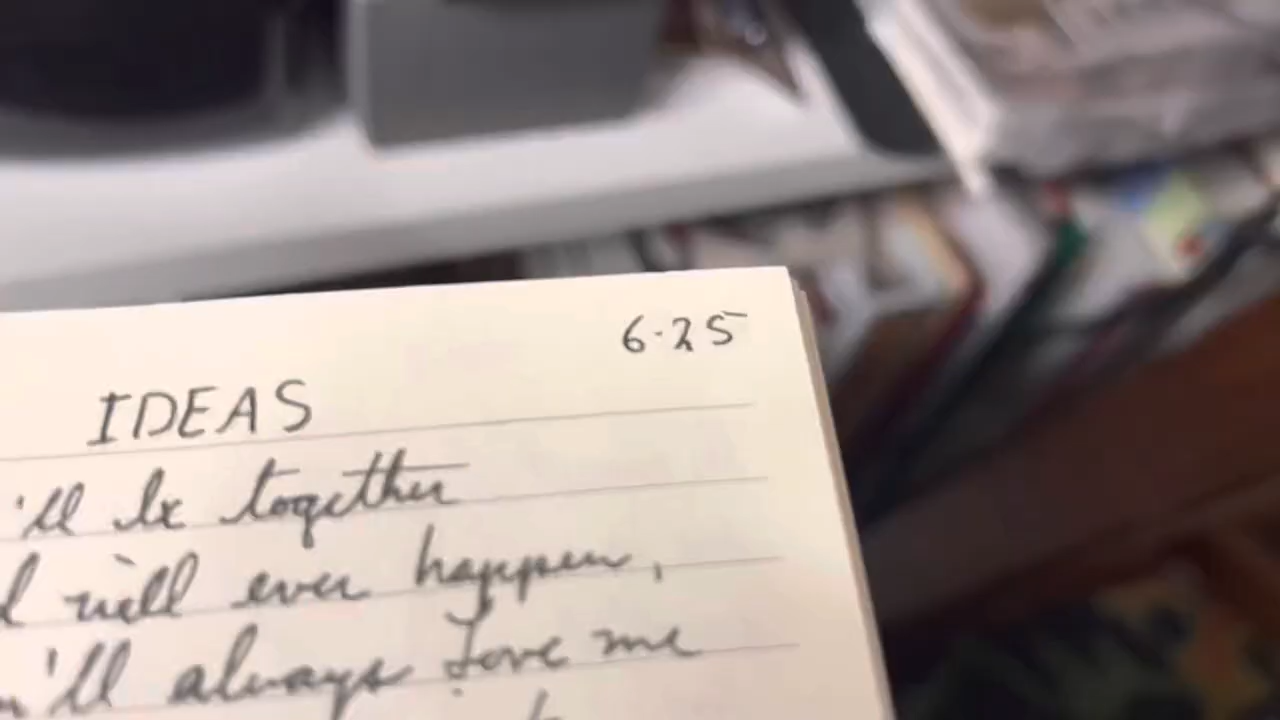 6·25
IDEAS
'll be together
will ever happen,
'll always Love me